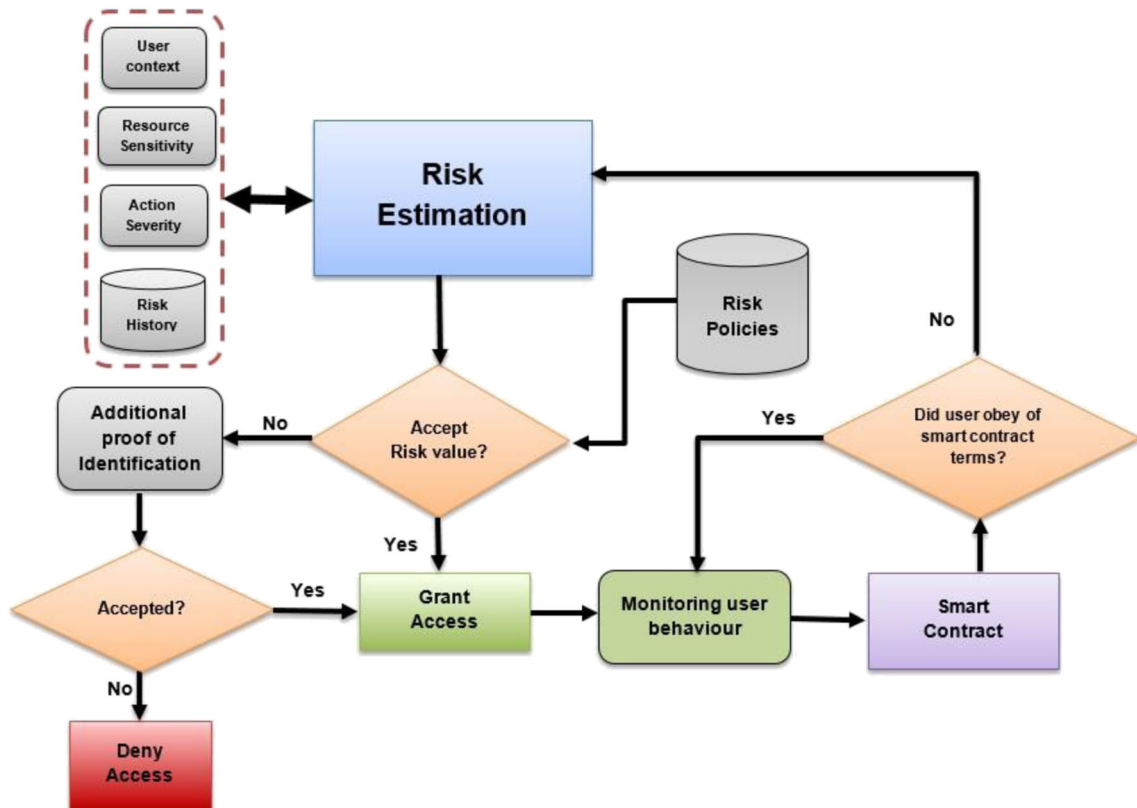 User
context
Resource
Sensitivity
Action
Severity
Risk
History
Risk
Estimation
Risk
Policies
No
Additional
proof of
Identification
No
Accept
Risk value?
Yes
Did user obey of
smart contract
terms?
Yes
Accepted?
Yes
Grant
Access
Monitoring user
behaviour
Smart
Contract
No
Deny
Access